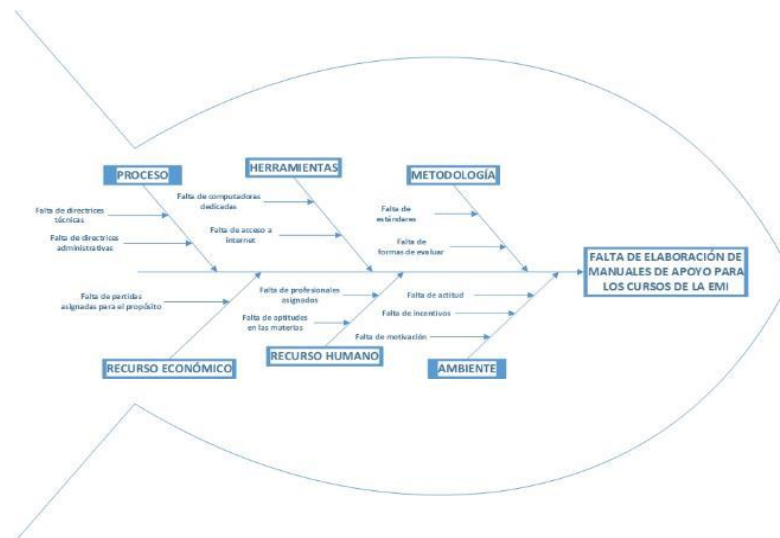 PROCESO
HERRAMIENTAS
METODOLOGÍA
Falta de directrices
técnicas
Falta de directrices
administrativas
Falta de computadoras
dedicadas
Falta de acceso a
internet
Falta de
estándares
Falta de
formas de evaluar
FALTA DE ELABORACIÓN DE
MANUALES DE APOYO PARA
LOS CURSOS DE LA EMI
Falta de partidas
asignadas para el propósito
Falta de profesionales
asignados
Falta de aptitudes
en las materias
Falta de actitud
Falta de incentivos
Falta de motivación
RECURSO ECONÓMICO
RECURSO HUMANO
AMBIENTE